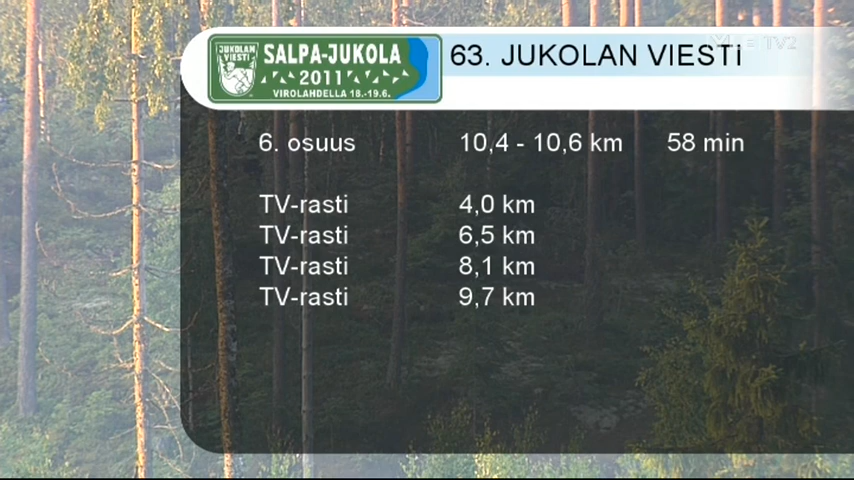 JUKOLAN
VIESTI
SALPA-JUKOLA
2011
VIROLAHDELLA 18.-19.6.
63. JUKOLAN VIESTI
YLE TV2
6. osuus 10,4 - 10,6 km 58 min
TV-rasti 4,0 km
TV-rasti 6,5 km
TV-rasti 8,1 km
TV-rasti 9,7 km